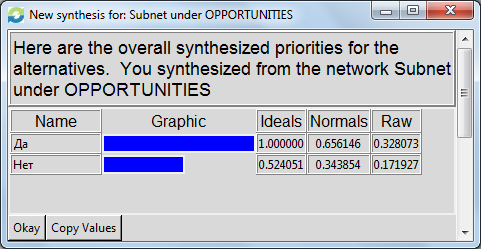 New synthesis for: Subnet under OPPORTUNITIES
Here are the overall synthesized priorities for the
alternatives. You synthesized from the network Subnet
under OPPORTUNITIES
Name Graphic Ideals Normals Raw
Да 1.000000 0.656146 0.328073
Нет 0.524051 0.343854 0.171927
Okay Copy Values